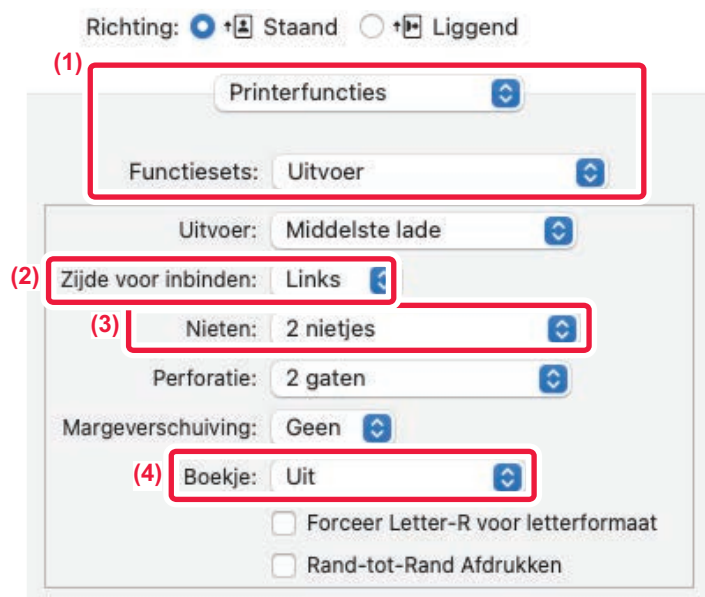 Richting: Staand Liggend
(1)
Printerfuncties
Functiesets: Uitvoer
Uitvoer: Middelste lade
(2) Zijde voor inbinden: Links
(3) Nieten: 2 nietjes
Perforatie: 2 gaten
Margeverschuiving: Geen
(4) Boekje: Uit
Forceer Letter-R voor letterformaat
Rand-tot-Rand Afdrukken